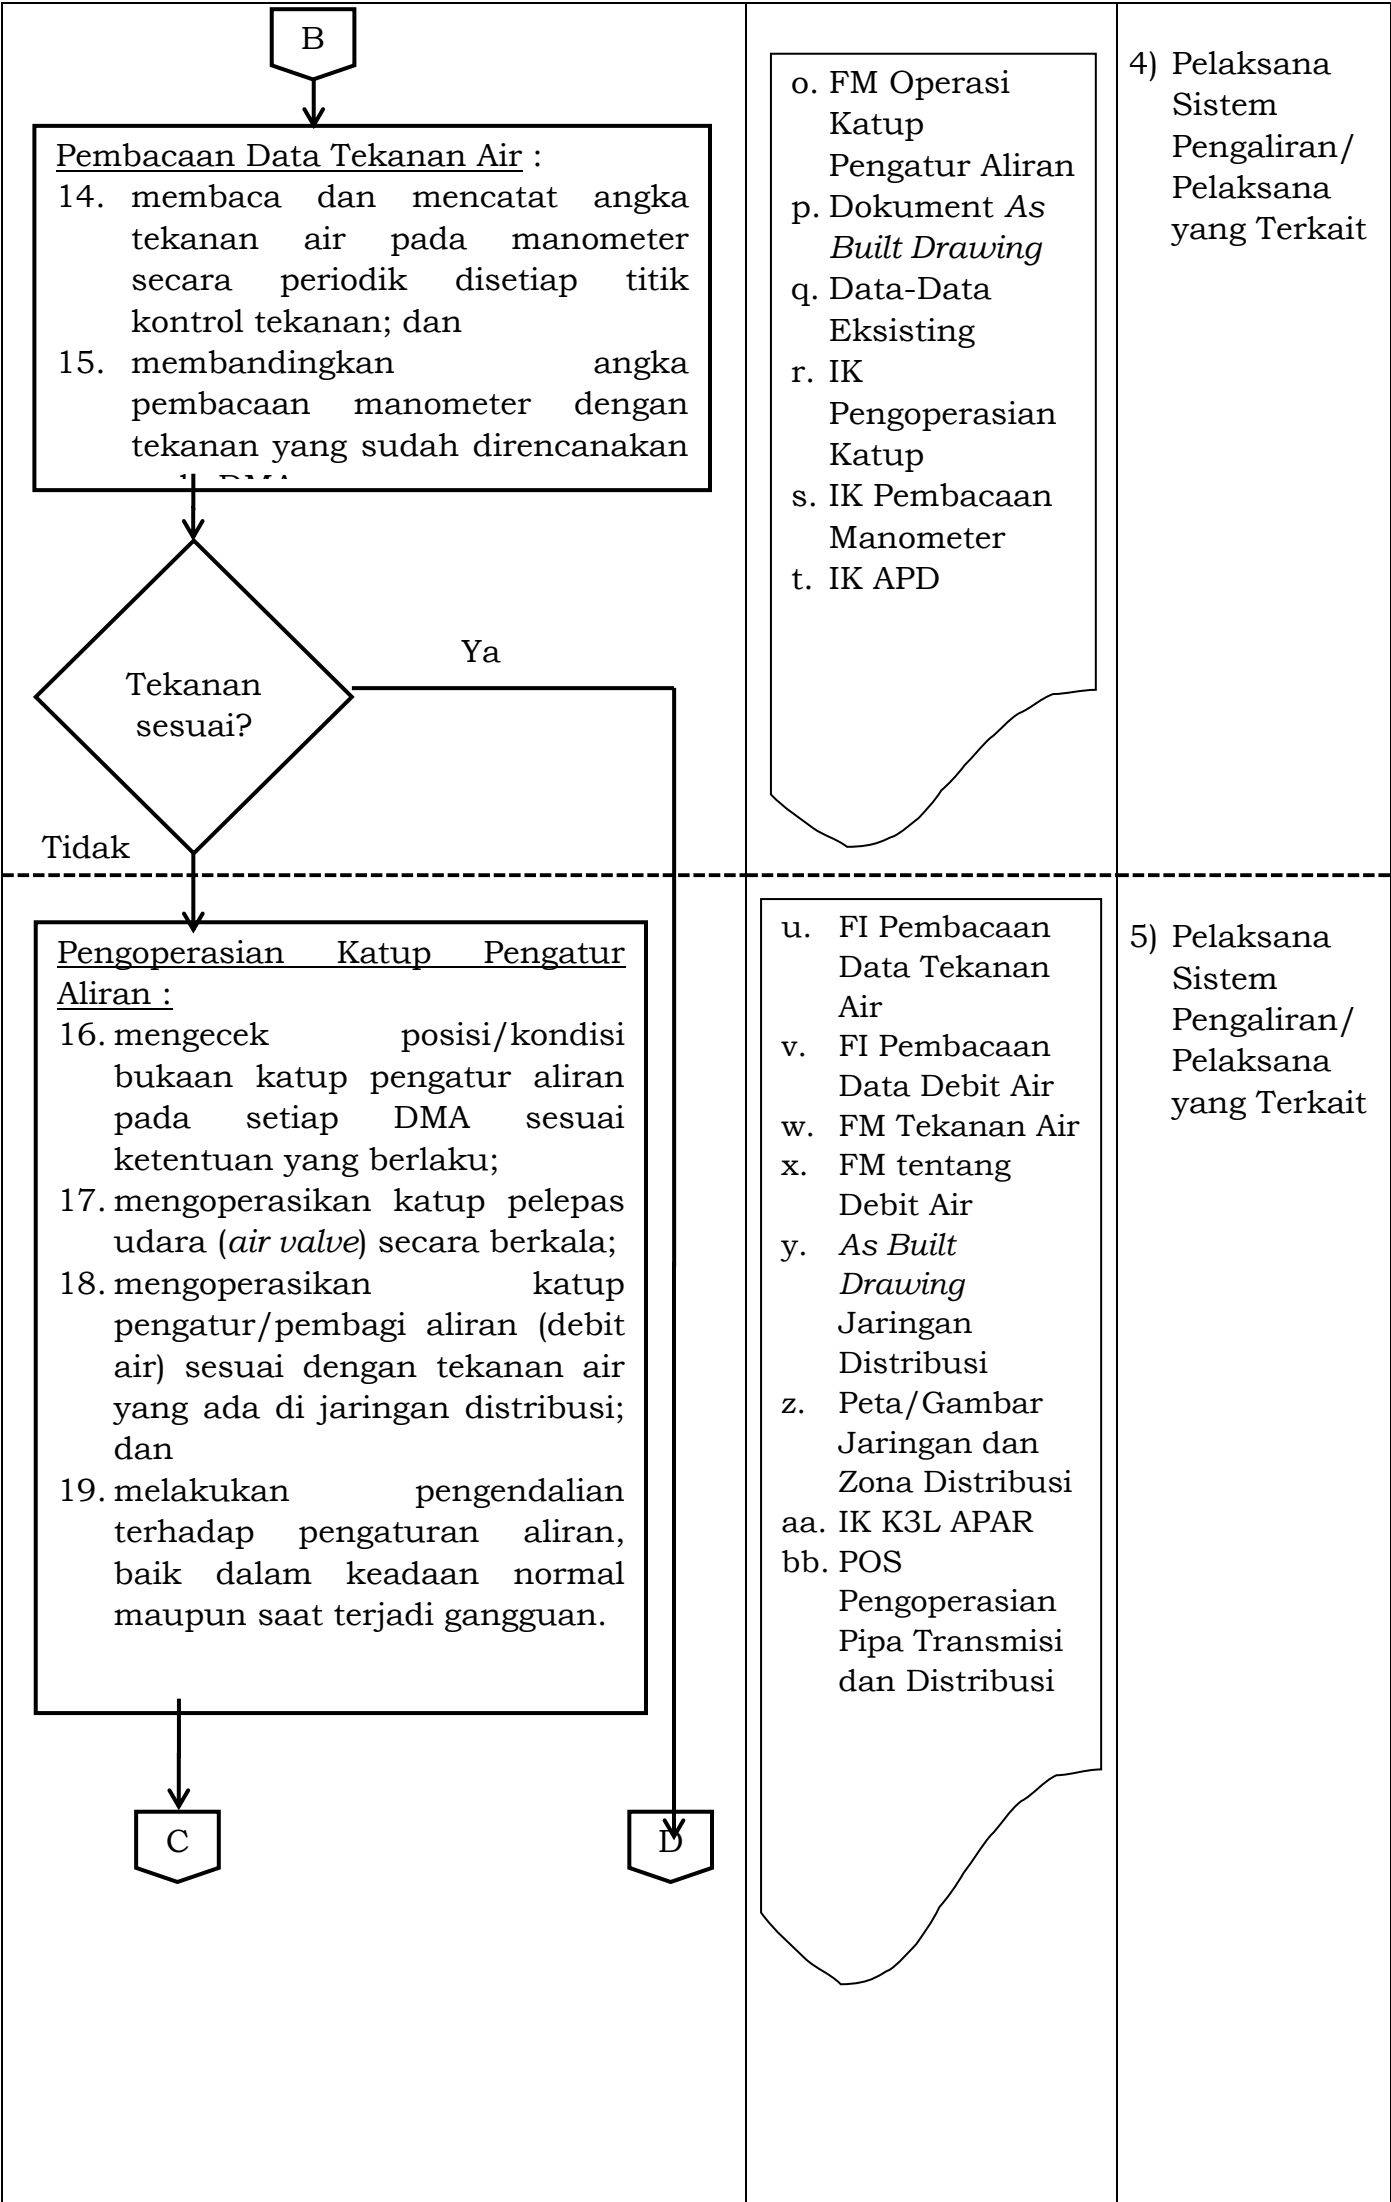 B
Pembacaan Data Tekanan Air :
14. membaca dan mencatat angka
tekanan air pada manometer
secara periodik disetiap titik
kontrol tekanan; dan
15. membandingkan angka
pembacaan manometer dengan
tekanan yang sudah direncanakan
DMA
Tekanan
sesuai?
Ya
Tidak
o. FM Operasi
Katup
Pengatur Aliran
p. Dokument As
Built Drawing
q. Data-Data
Eksisting
r. IK
Pengoperasian
Katup
s. IK Pembacaan
Manometer
t. IK APD
4) Pelaksana
Sistem
Pengaliran/
Pelaksana
yang Terkait
Pengoperasian Katup Pengatur
Aliran :
16. mengecek posisi/kondisi
bukaan katup pengatur aliran
pada setiap DMA sesuai
ketentuan yang berlaku;
17. mengoperasikan katup pelepas
udara (air valve) secara berkala;
18. mengoperasikan katup
pengatur/pembagi aliran (debit
air) sesuai dengan tekanan air
yang ada di jaringan distribusi;
dan
19. melakukan pengendalian
terhadap pengaturan aliran,
baik dalam keadaan normal
maupun saat terjadi gangguan.
C
D
u. FI Pembacaan
Data Tekanan
Air
v. FI Pembacaan
Data Debit Air
w. FM Tekanan Air
x. FM tentang
Debit Air
y. As Built
Drawing
Jaringan
Distribusi
z. Peta/Gambar
Jaringan dan
Zona Distribusi
aa. IK K3L APAR
bb. POS
Pengoperasian
Pipa Transmisi
dan Distribusi
5) Pelaksana
Sistem
Pengaliran/
Pelaksana
yang Terkait